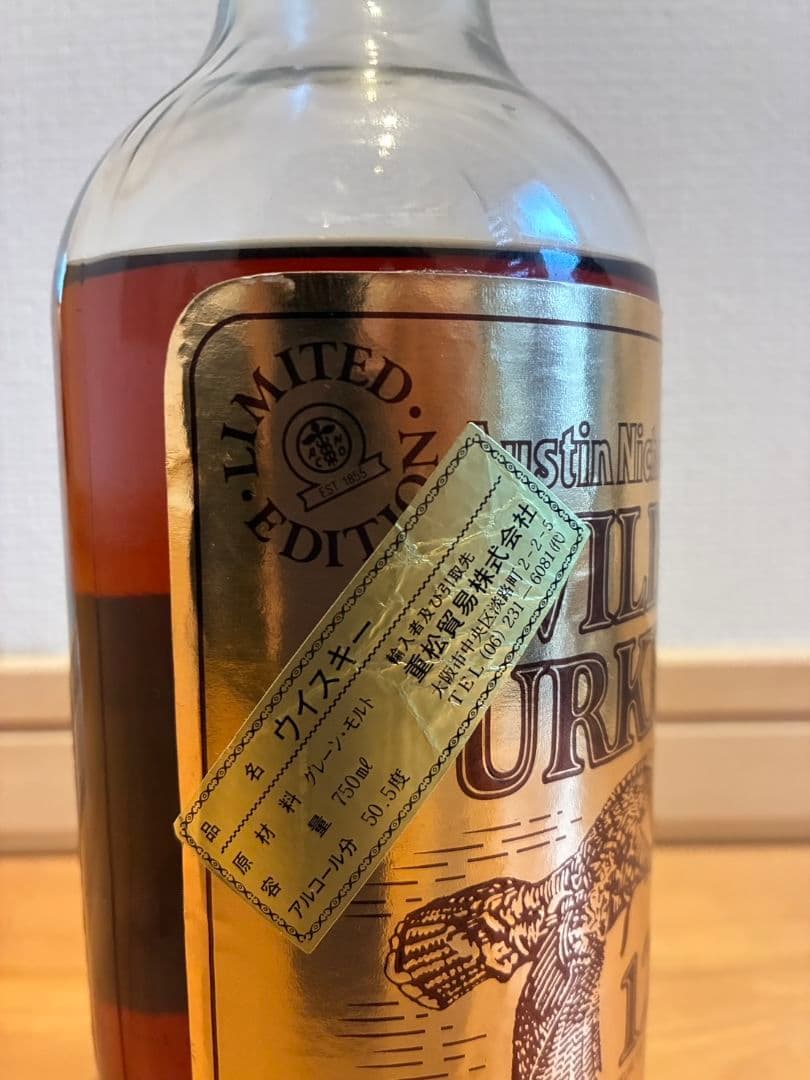 ·LIMITED·
EDITION
A N
C O
EST 1855
Austin
WILD
TURKEY
品 名 ウイスキー
原材料 グレーン・モルト
容量 750㎖
アルコール分 50.5度
輸入者及び引取先
重松貿易株式会社
大阪市中央区淡路町2-2-5
TEL (06) 231-6081㈹